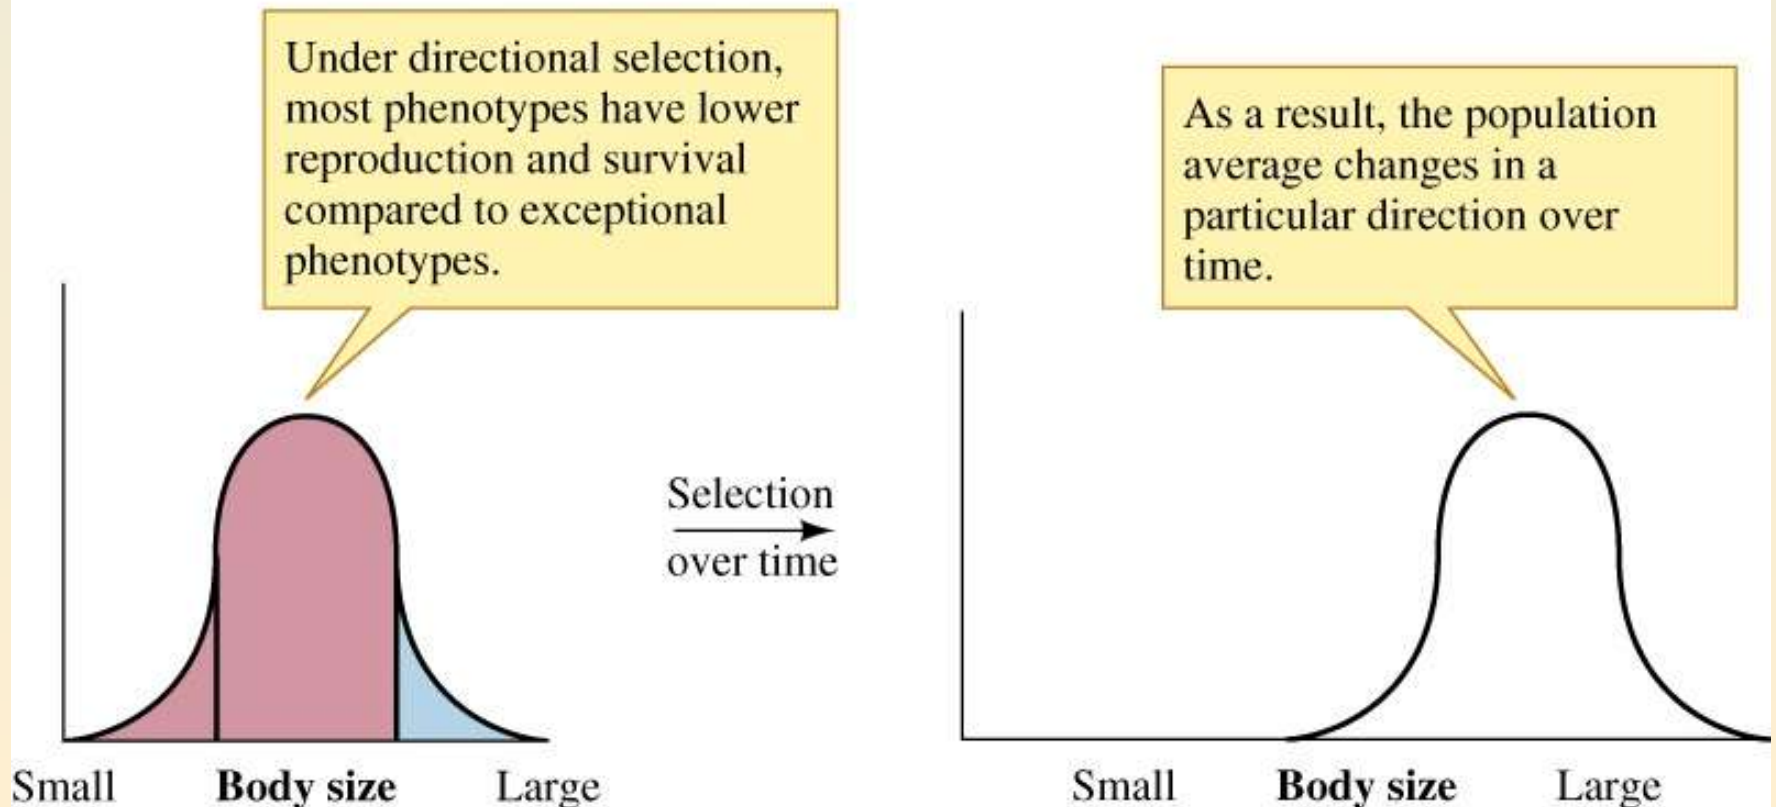 Under directional selection,
most phenotypes have lower
reproduction and survival
compared to exceptional
phenotypes.
As a result, the population
average changes in a
particular direction over
time.
Selection
over time
Small Body size Large
Small Body size Large